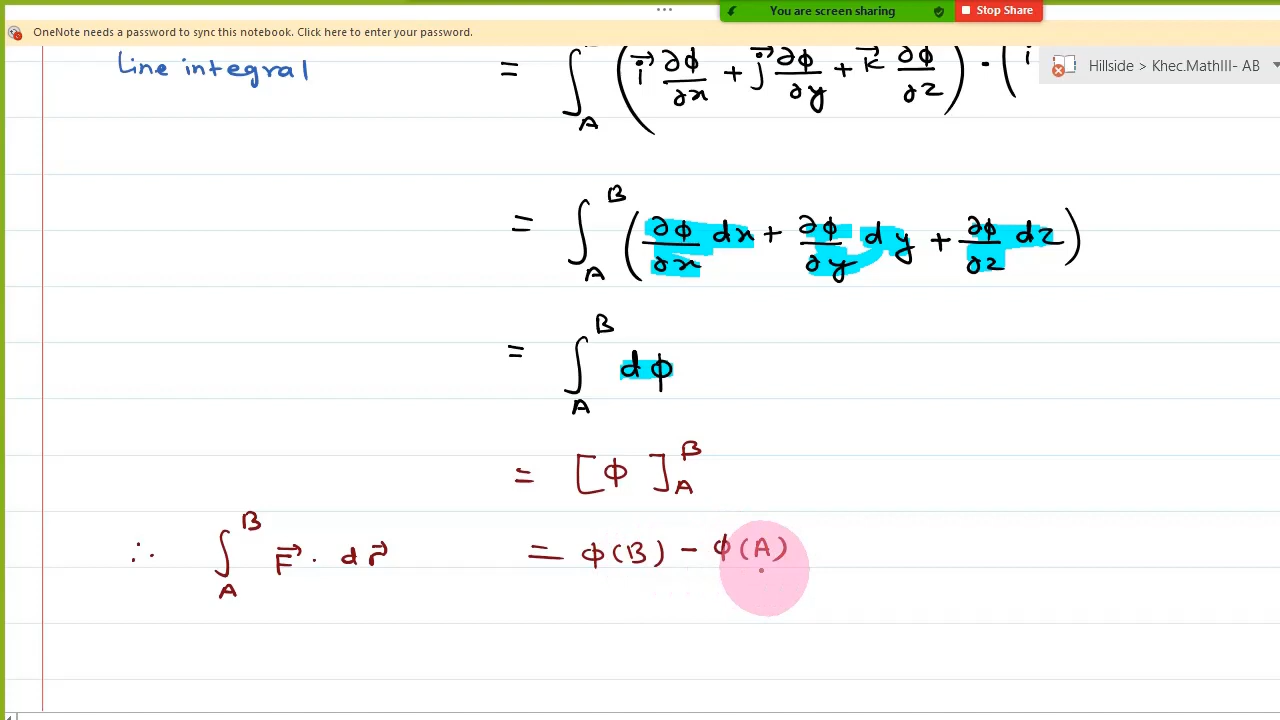 You are screen sharing Stop Share
OneNote needs a password to sync this notebook. Click here to enter your password.
Line integral = ∫_A (i⃗ ∂ϕ/∂x + j⃗ ∂ϕ/∂y + k⃗ ∂ϕ/∂z) · (i
Hillside > Khec.MathIII- AB
= ∫_A^B (∂ϕ/∂x dx + ∂ϕ/∂y dy + ∂ϕ/∂z dz)
= ∫_A^B dϕ
= [ϕ]_A^B
∴ ∫_A^B F⃗ · dr⃗ = ϕ(B) - ϕ(A)